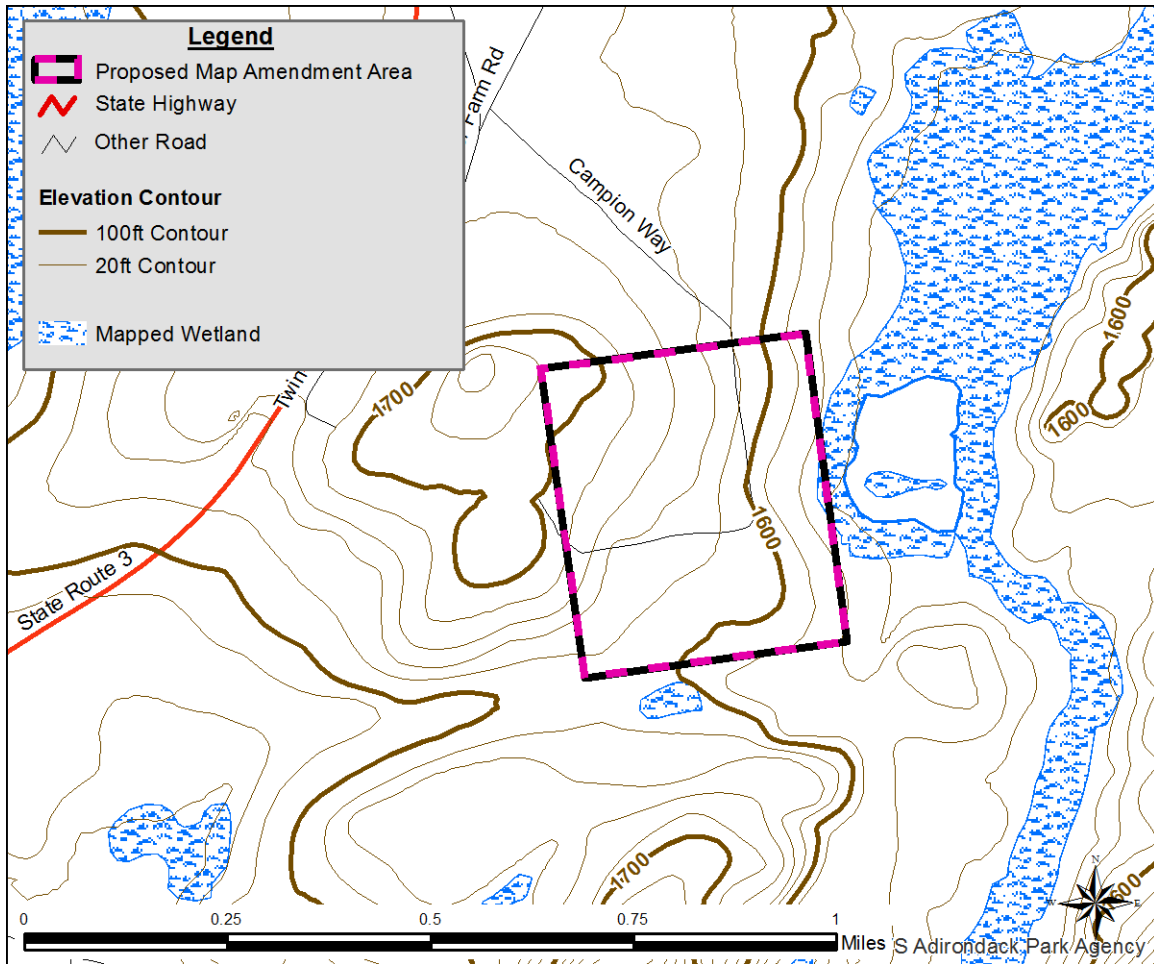 Legend
Proposed Map Amendment Area
State Highway
Other Road
Elevation Contour
100ft Contour
20ft Contour
Mapped Wetland
Farm Rd
Campion Way
Twin
1700
1600
1600
1600
State Route 3
1700
1600
N
W E
S
0 0.25 0.5 0.75 1
Miles
Adirondack Park Agency